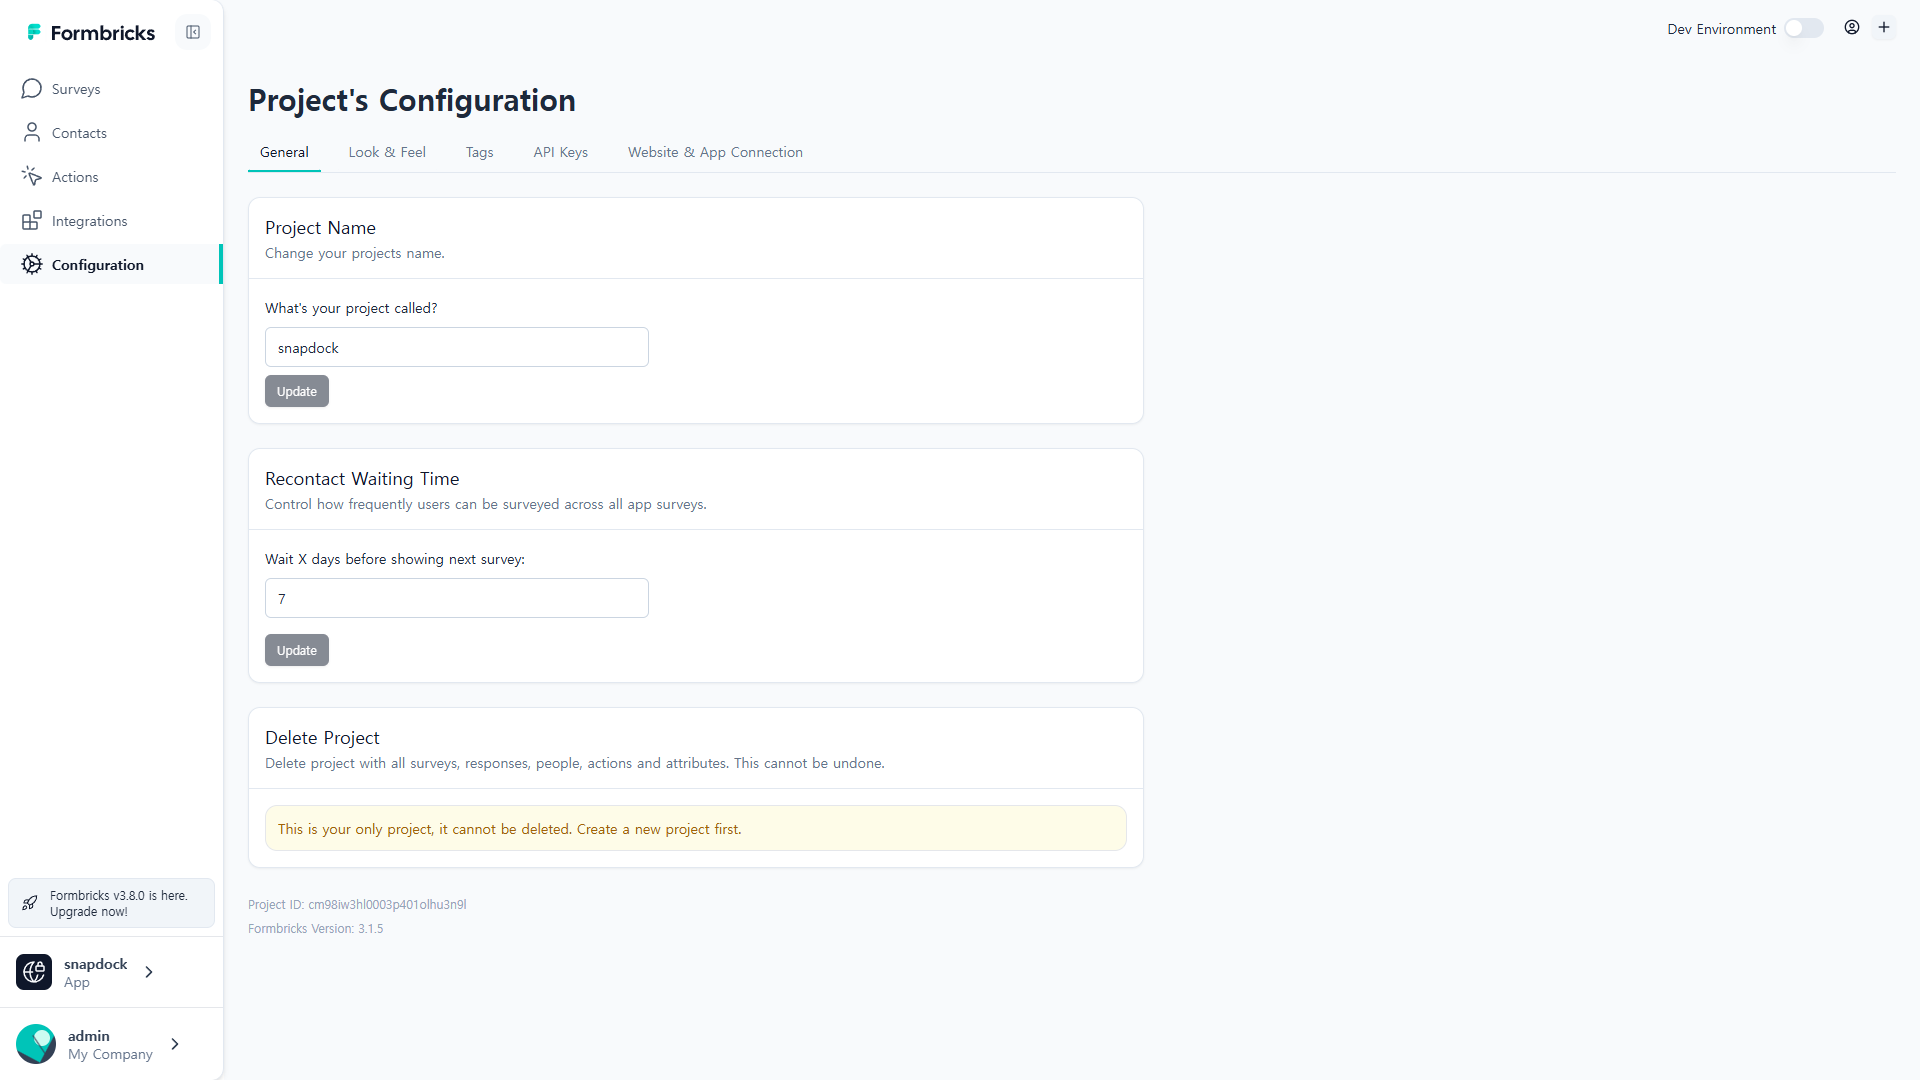 Formbricks
Dev Environment
Surveys
Contacts
Actions
Integrations
Configuration
Project's Configuration
General
Look & Feel
Tags
API Keys
Website & App Connection
Project Name
Change your projects name.
What's your project called?
snapdock
Update
Recontact Waiting Time
Control how frequently users can be surveyed across all app surveys.
Wait X days before showing next survey:
7
Update
Delete Project
Delete project with all surveys, responses, people, actions and attributes. This cannot be undone.
This is your only project, it cannot be deleted. Create a new project first.
Project ID: cm98iw3hl0003p401olhu3n9l
Formbricks Version: 3.1.5
Formbricks v3.8.0 is here.
Upgrade now!
snapdock
App
admin
My Company